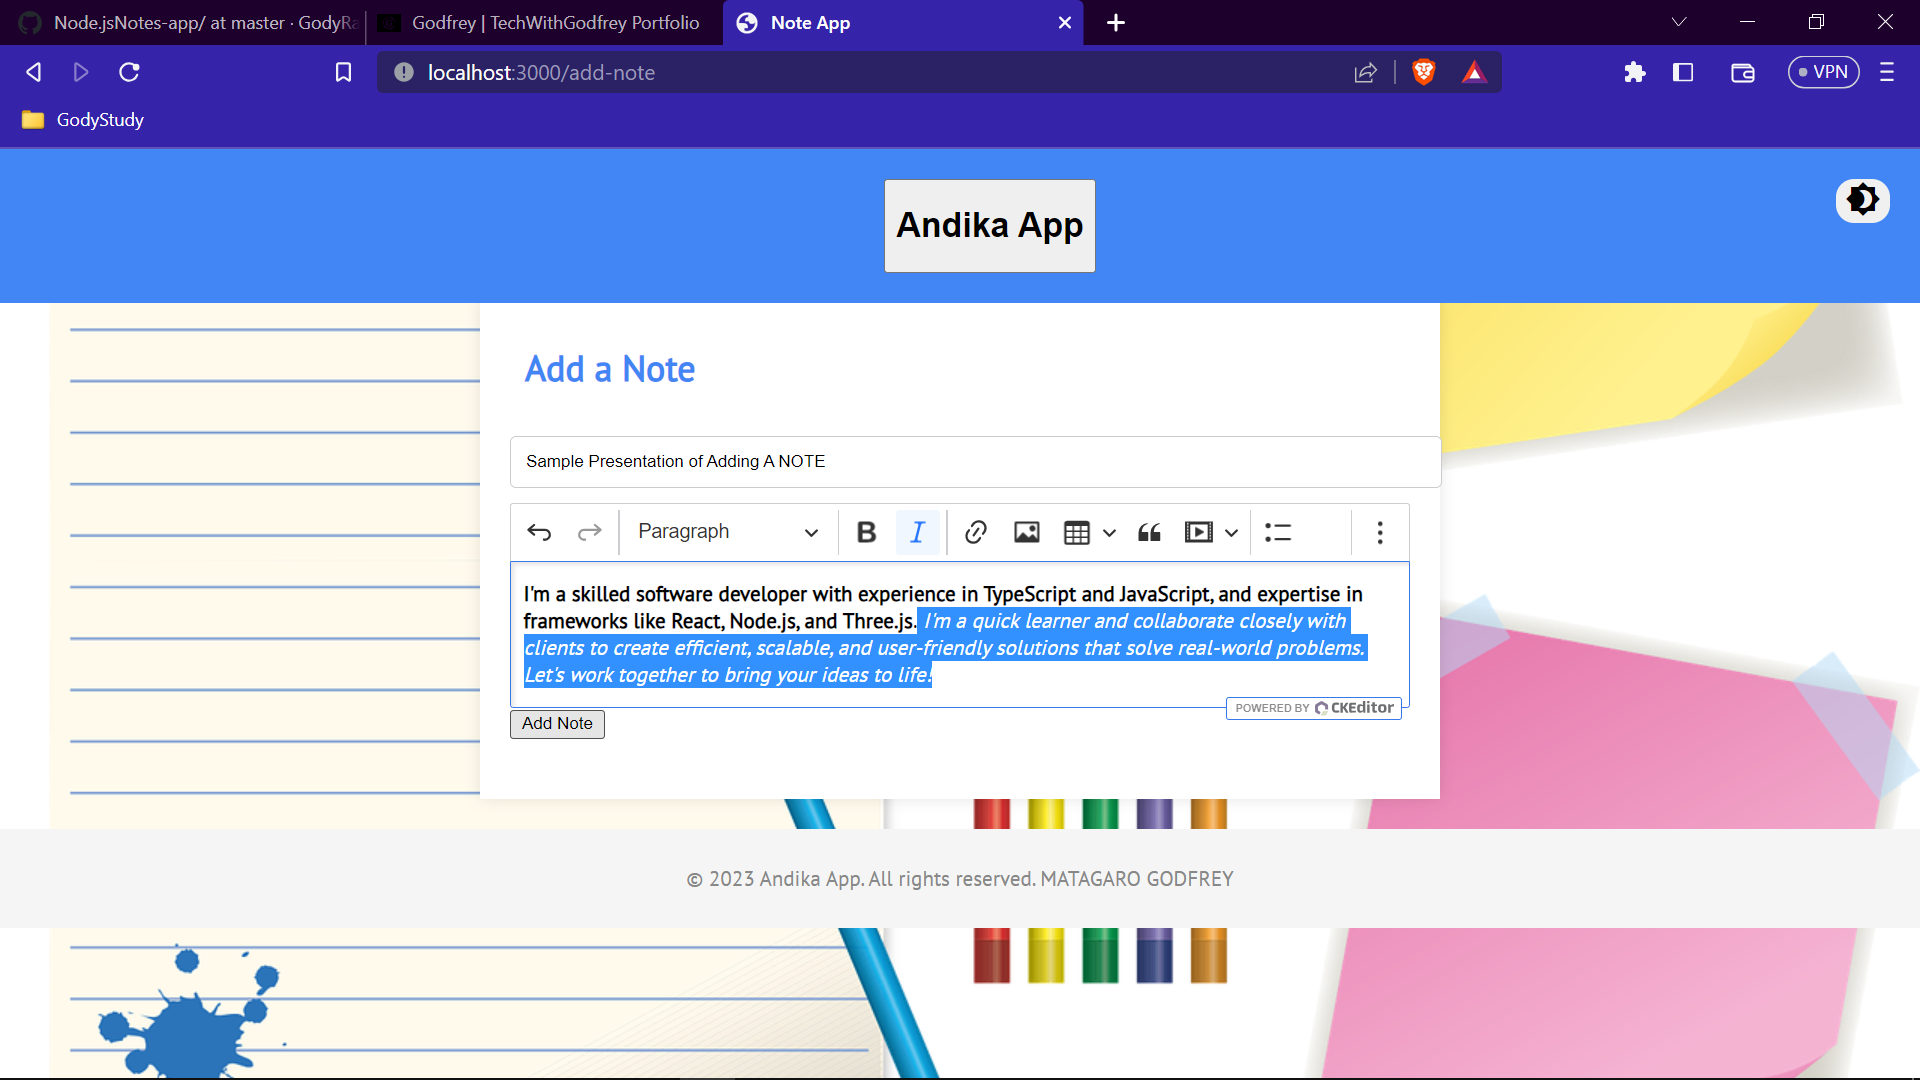 Node.jsNotes-app/ at master · GodyRa
Godfrey | TechWithGodfrey Portfolio
Note App
localhost:3000/add-note
VPN
GodyStudy
Andika App
Add a Note
Sample Presentation of Adding A NOTE
Paragraph
B I
I'm a skilled software developer with experience in TypeScript and JavaScript, and expertise in
frameworks like React, Node.js, and Three.js. I'm a quick learner and collaborate closely with
clients to create efficient, scalable, and user-friendly solutions that solve real-world problems.
Let's work together to bring your ideas to life!
POWERED BY CKEditor
Add Note
© 2023 Andika App. All rights reserved. MATAGARO GODFREY